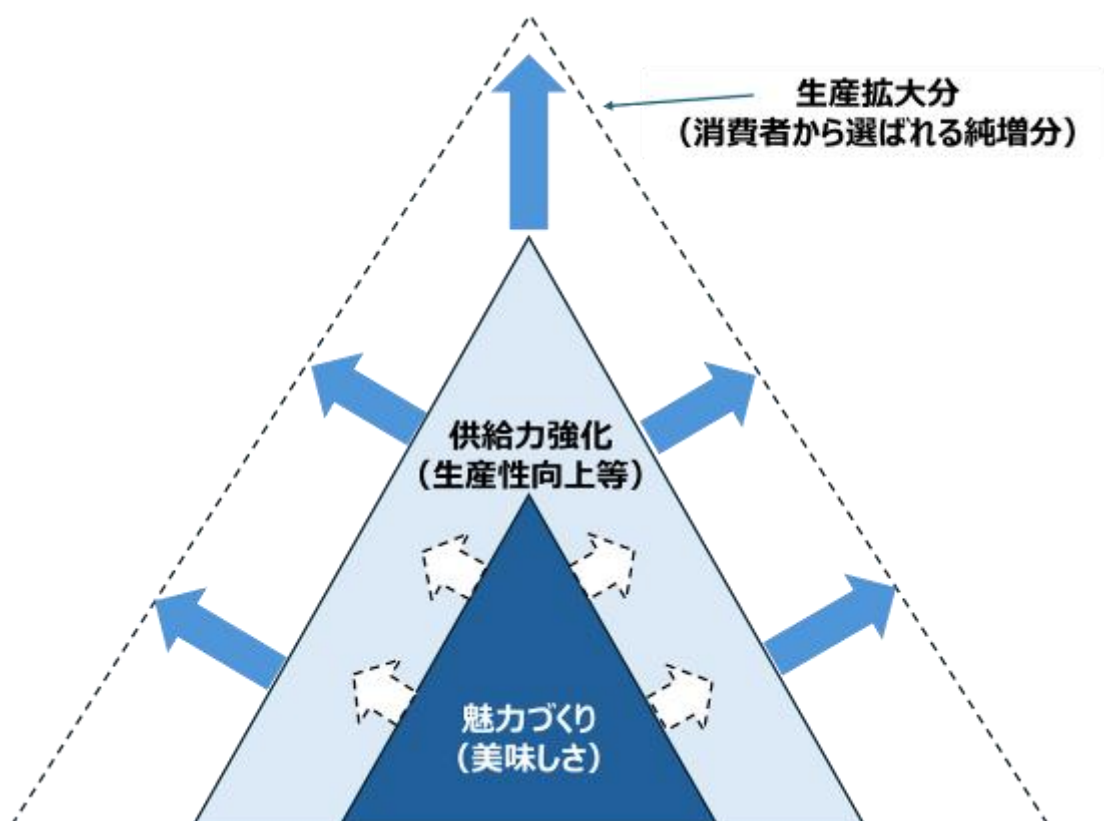 生産拡大分
（消費者から選ばれる純増分）
供給力強化
（生産性向上等）
魅力づくり
（美味しさ）